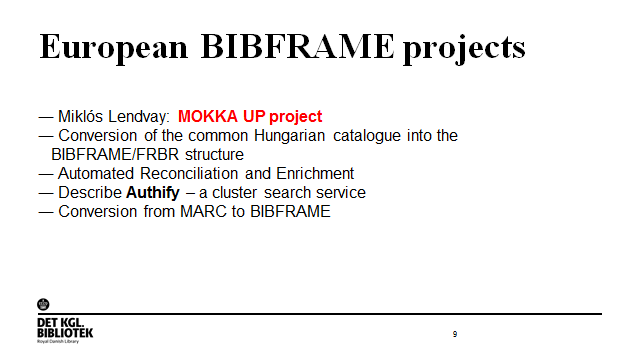 European BIBFRAME projects
— Miklós Lendvay: MOKKA UP project
— Conversion of the common Hungarian catalogue into the
BIBFRAME/FRBR structure
— Automated Reconciliation and Enrichment
— Describe Authify – a cluster search service
— Conversion from MARC to BIBFRAME
DET KGL.
BIBLIOTEK
Royal Danish Library
9